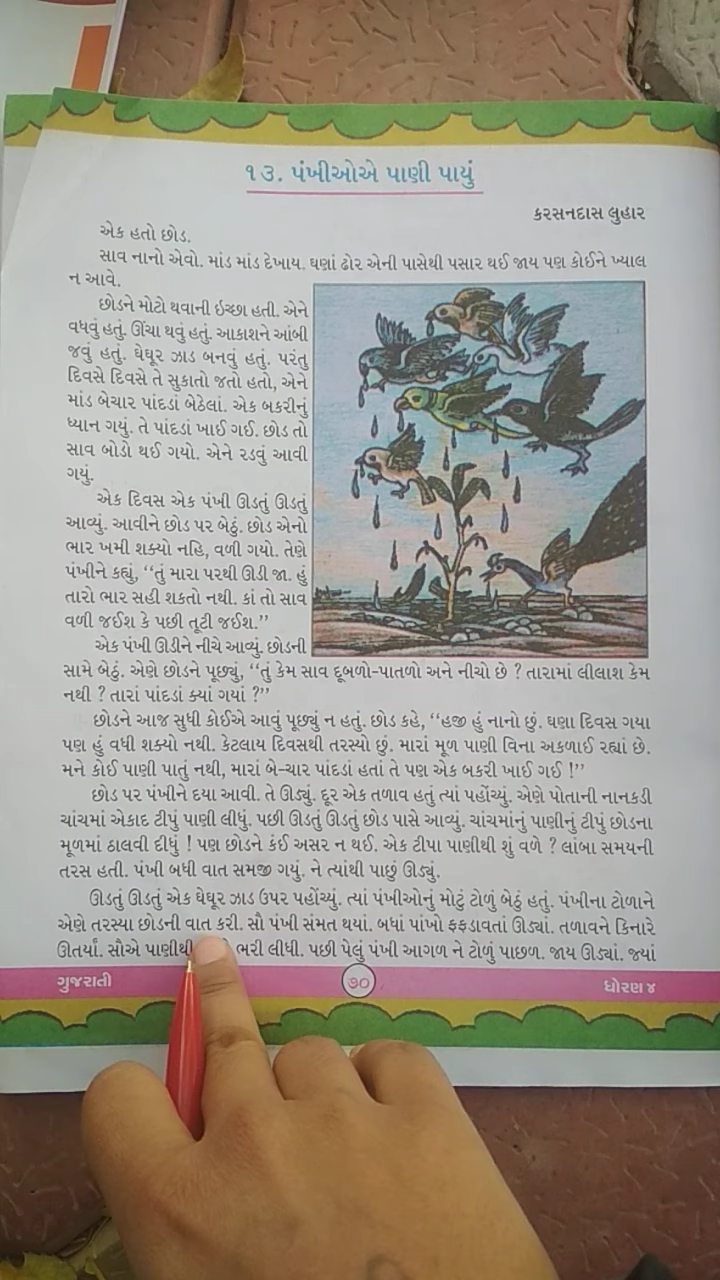 ૧૩. પંખીઓએ પાણી પાયું
કરસનદાસ લુહાર
એક હતો છોડ.
સાવ નાનો એવો. માંડ માંડ દેખાય. ઘણાં ઢોર એની પાસેથી પસાર થઈ જાય પણ કોઈને ખ્યાલ
ન આવે.
છોડને મોટો થવાની ઇચ્છા હતી. એને
વધવું હતું. ઊંચા થવું હતું. આકાશને આંબી
જવું હતું. ઘેઘૂર ઝાડ બનવું હતું. પરંતુ
દિવસે દિવસે તે સુકાતો જતો હતો, એને
માંડ બેચાર પાંદડાં બેઠેલાં. એક બકરીનું
ધ્યાન ગયું. તે પાંદડાં ખાઈ ગઈ. છોડ તો
સાવ બોડો થઈ ગયો. એને રડવું આવી
ગયું.
એક દિવસ એક પંખી ઊડતું ઊડતું
આવ્યું. આવીને છોડ પર બેઠું. છોડ એનો
ભાર ખમી શક્યો નહિ, વળી ગયો. તેણે
પંખીને કહ્યું, ‘‘તું મારા પરથી ઊડી જા. હું
તારો ભાર સહી શકતો નથી. કાં તો સાવ
વળી જઈશ કે પછી તૂટી જઈશ.’’
એક પંખી ઊડીને નીચે આવ્યું. છોડની
સામે બેઠું. એણે છોડને પૂછ્યું, ‘‘તું કેમ સાવ દૂબળો-પાતળો અને નીચો છે ? તારામાં લીલાશ કેમ
નથી ? તારાં પાંદડાં ક્યાં ગયાં ?’’
છોડને આજ સુધી કોઈએ આવું પૂછ્યું ન હતું. છોડ કહે, ‘‘હજી હું નાનો છું. ઘણા દિવસ ગયા
પણ હું વધી શક્યો નથી. કેટલાય દિવસથી તરસ્યો છું. મારાં મૂળ પાણી વિના અકળાઈ રહ્યાં છે.
મને કોઈ પાણી પાતું નથી, મારાં બે-ચાર પાંદડાં હતાં તે પણ એક બકરી ખાઈ ગઈ !’’
છોડ પર પંખીને દયા આવી. તે ઊડ્યું. દૂર એક તળાવ હતું ત્યાં પહોંચ્યું. એણે પોતાની નાનકડી
ચાંચમાં એકાદ ટીપું પાણી લીધું. પછી ઊડતું ઊડતું છોડ પાસે આવ્યું. ચાંચમાંનું પાણીનું ટીપું છોડના
મૂળમાં ઠાલવી દીધું ! પણ છોડને કંઈ અસર ન થઈ. એક ટીપા પાણીથી શું વળે ? લાંબા સમયની
તરસ હતી. પંખી બધી વાત સમજી ગયું. ને ત્યાંથી પાછું ઊડ્યું.
ઊડતું ઊડતું એક ઘેઘૂર ઝાડ ઉપર પહોંચ્યું. ત્યાં પંખીઓનું મોટું ટોળું બેઠું હતું. પંખીના ટોળાને
એણે તરસ્યા છોડની વાત કરી. સૌ પંખી સંમત થયાં. બધાં પાંખો ફફડાવતાં ઊડ્યાં. તળાવને કિનારે
ઊતર્યાં. સૌએ પાણીથી ભરી લીધી. પછી પેલું પંખી આગળ ને ટોળું પાછળ. જાય ઊડ્યાં. જ્યાં
ગુજરાતી
૭૦
ધોરણ ૪